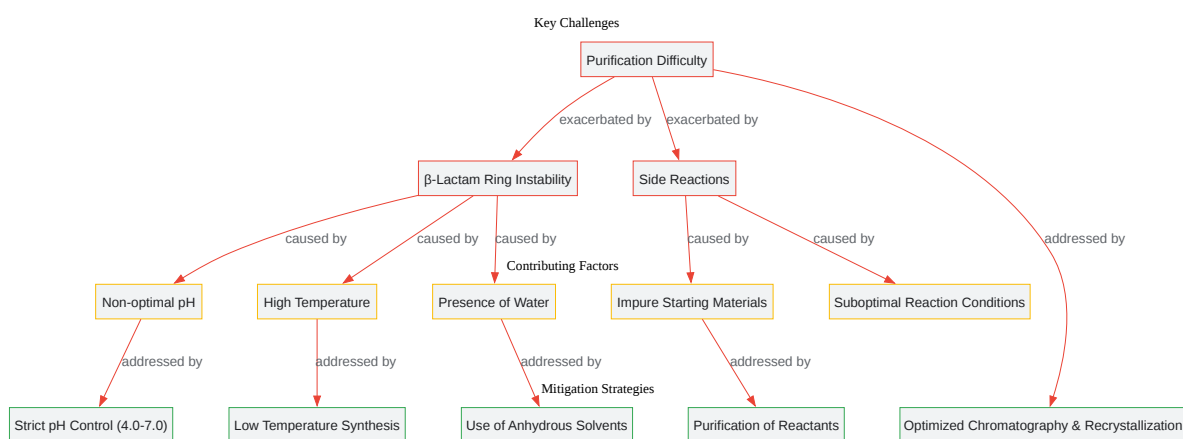 Key Challenges
Purification Difficulty
exacerbated by
exacerbated by
β-Lactam Ring Instability
Side Reactions
caused by
caused by
caused by
caused by
caused by
addressed by
Contributing Factors
Non-optimal pH
High Temperature
Presence of Water
Impure Starting Materials
Suboptimal Reaction Conditions
addressed by
addressed by
addressed by
addressed by
Mitigation Strategies
Strict pH Control (4.0-7.0)
Low Temperature Synthesis
Use of Anhydrous Solvents
Purification of Reactants
Optimized Chromatography & Recrystallization